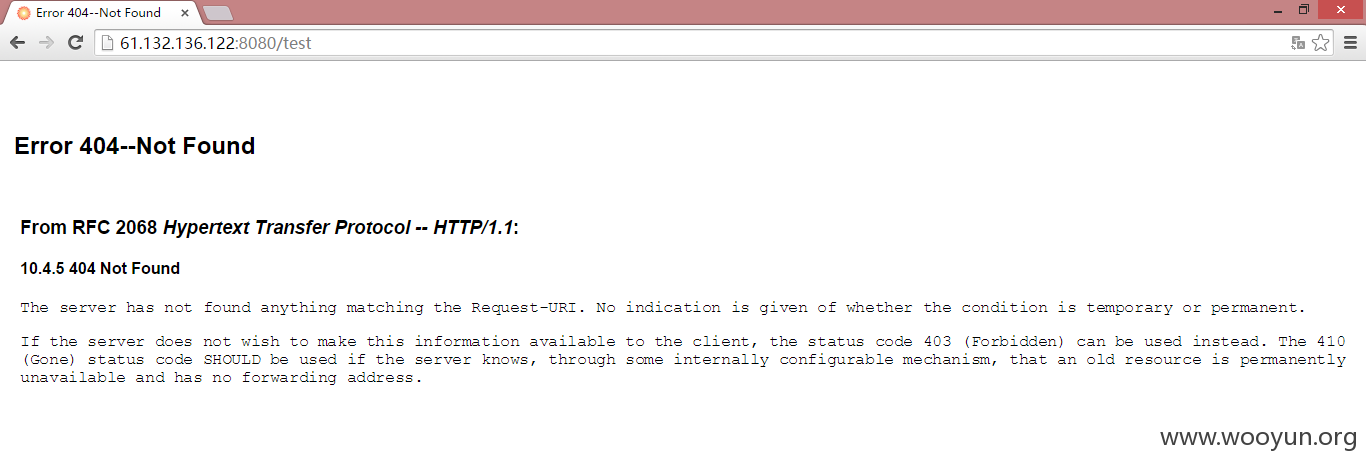 Error 404--Not Found
61.132.136.122:8080/test
Error 404--Not Found
From RFC 2068 Hypertext Transfer Protocol -- HTTP/1.1:
10.4.5 404 Not Found
The server has not found anything matching the Request-URI. No indication is given of whether the condition is temporary or permanent.
If the server does not wish to make this information available to the client, the status code 403 (Forbidden) can be used instead. The 410
(Gone) status code SHOULD be used if the server knows, through some internally configurable mechanism, that an old resource is permanently
unavailable and has no forwarding address.
www.wooyun.org